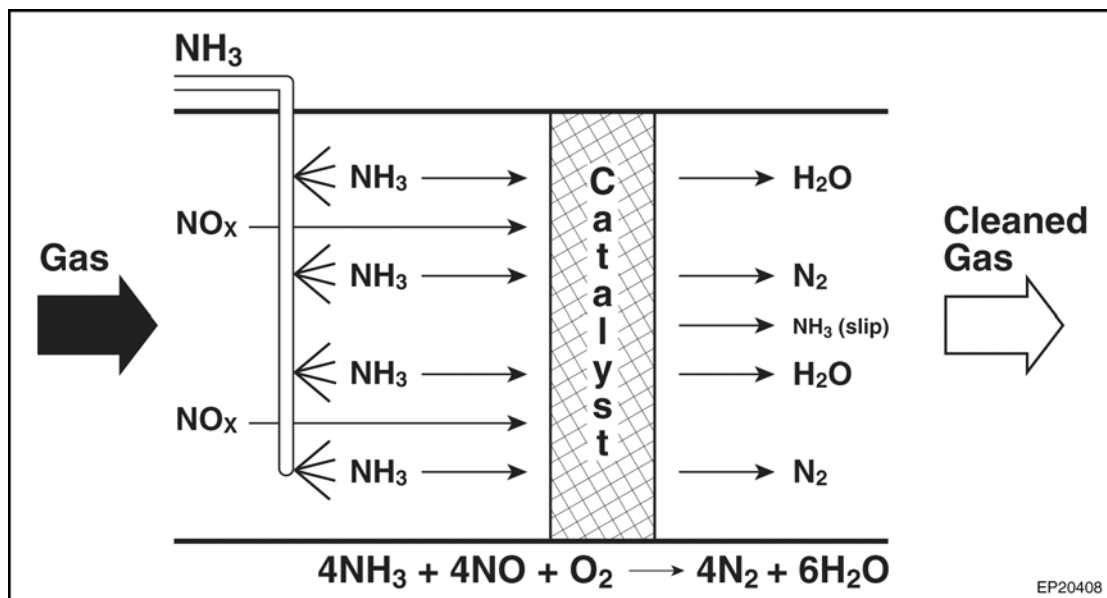 NH₃
NH₃
H₂O
NOₓ
Cleaned
Gas
Gas
NH₃
N₂
NH₃ (slip)
NH₃
H₂O
NOₓ
NH₃
N₂
Catalyst
4NH₃ + 4NO + O₂ → 4N₂ + 6H₂O
EP20408